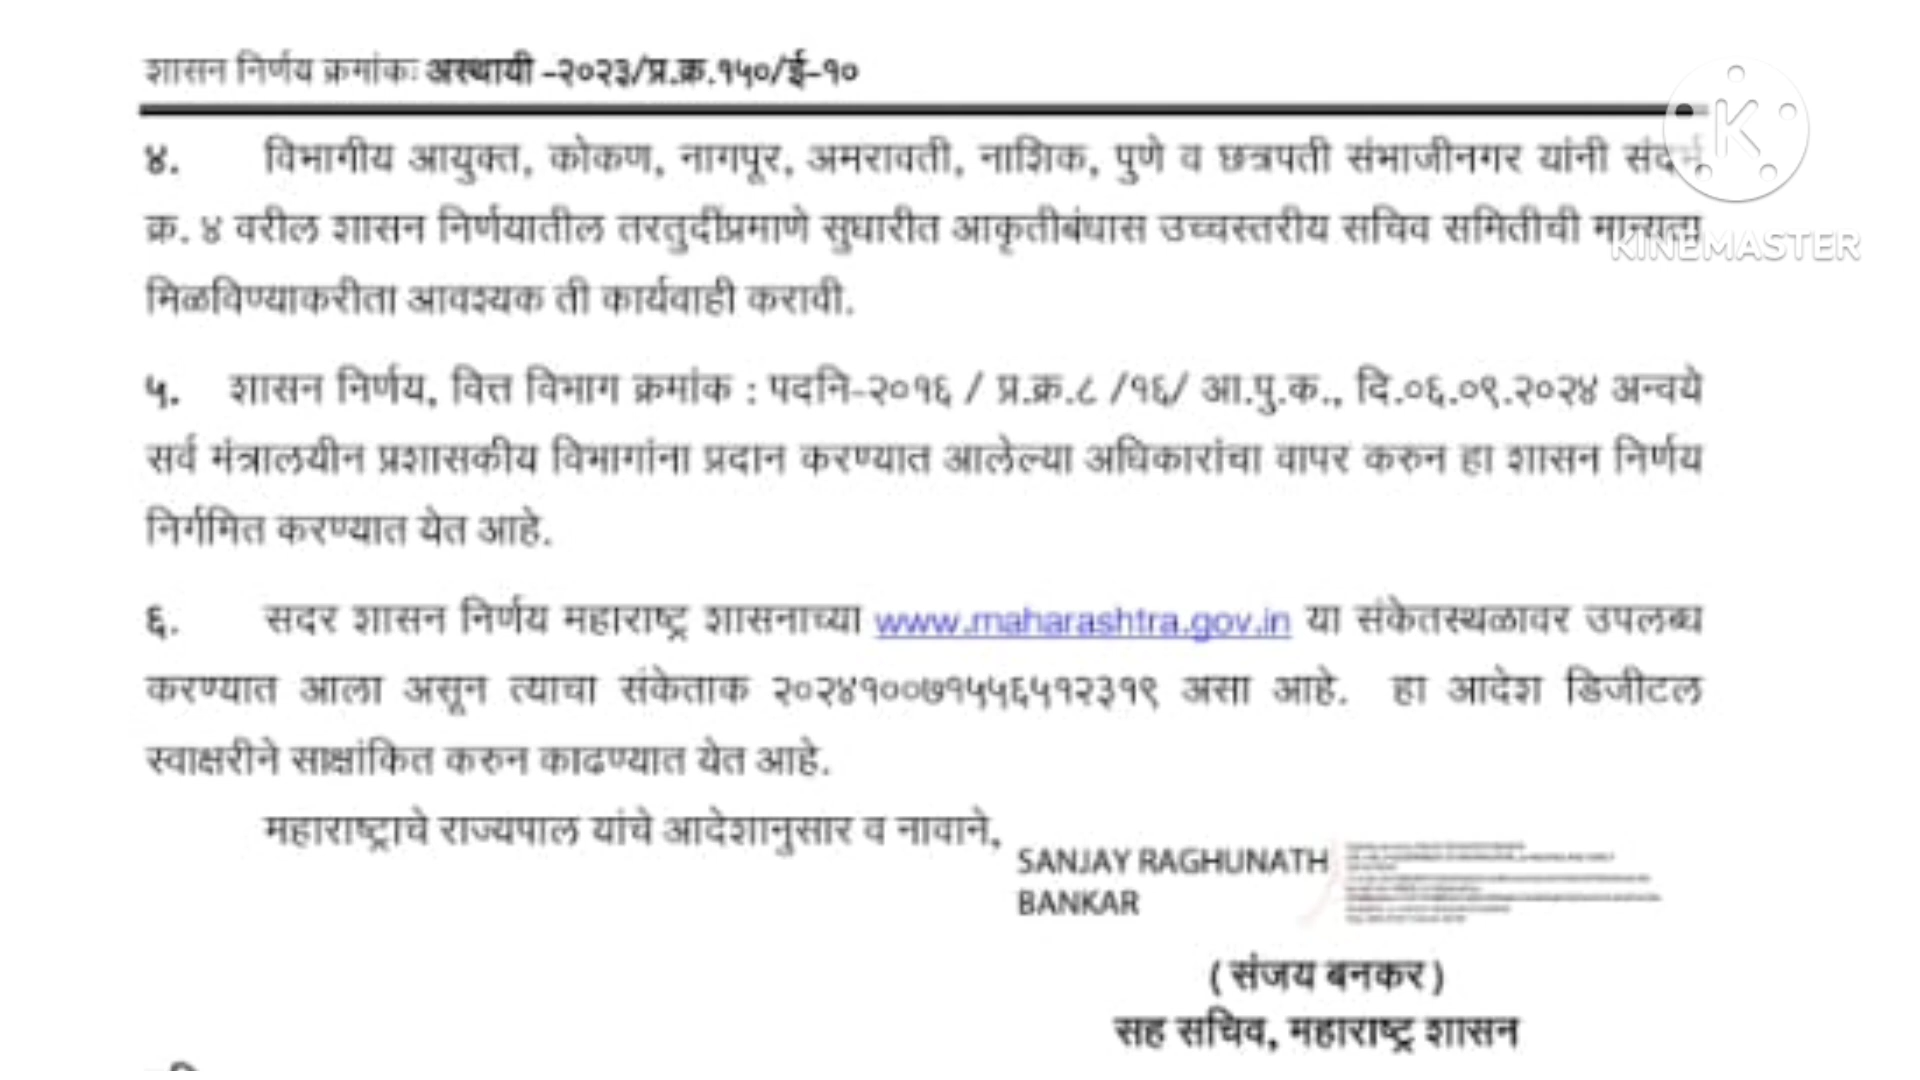 शासन निर्णय क्रमांकः अस्थायी -२०२३/प्र.क्र.१५०/ई-१०
४. विभागीय आयुक्त, कोकण, नागपूर, अमरावती, नाशिक, पुणे व छत्रपती संभाजीनगर यांनी संदर्भ
क्र. ४ वरील शासन निर्णयातील तरतुदींप्रमाणे सुधारीत आकृतीबंधास उच्चस्तरीय सचिव समितीची मान्यता
मिळविण्याकरीता आवश्यक ती कार्यवाही करावी.
५. शासन निर्णय, वित्त विभाग क्रमांक : पदनि-२०१६ / प्र.क्र.८ /१६/ आ.पु.क., दि.०६.०९.२०२४ अन्वये
सर्व मंत्रालयीन प्रशासकीय विभागांना प्रदान करण्यात आलेल्या अधिकारांचा वापर करुन हा शासन निर्णय
निर्गमित करण्यात येत आहे.
६. सदर शासन निर्णय महाराष्ट्र शासनाच्या www.maharashtra.gov.in या संकेतस्थळावर उपलब्ध
करण्यात आला असून त्याचा संकेताक २०२४१००७१५५६५१२३१९ असा आहे. हा आदेश डिजीटल
स्वाक्षरीने साक्षांकित करुन काढण्यात येत आहे.
महाराष्ट्राचे राज्यपाल यांचे आदेशानुसार व नावाने,
SANJAY RAGHUNATH
BANKAR
( संजय बनकर )
सह सचिव, महाराष्ट्र शासन
K
KINEMASTER